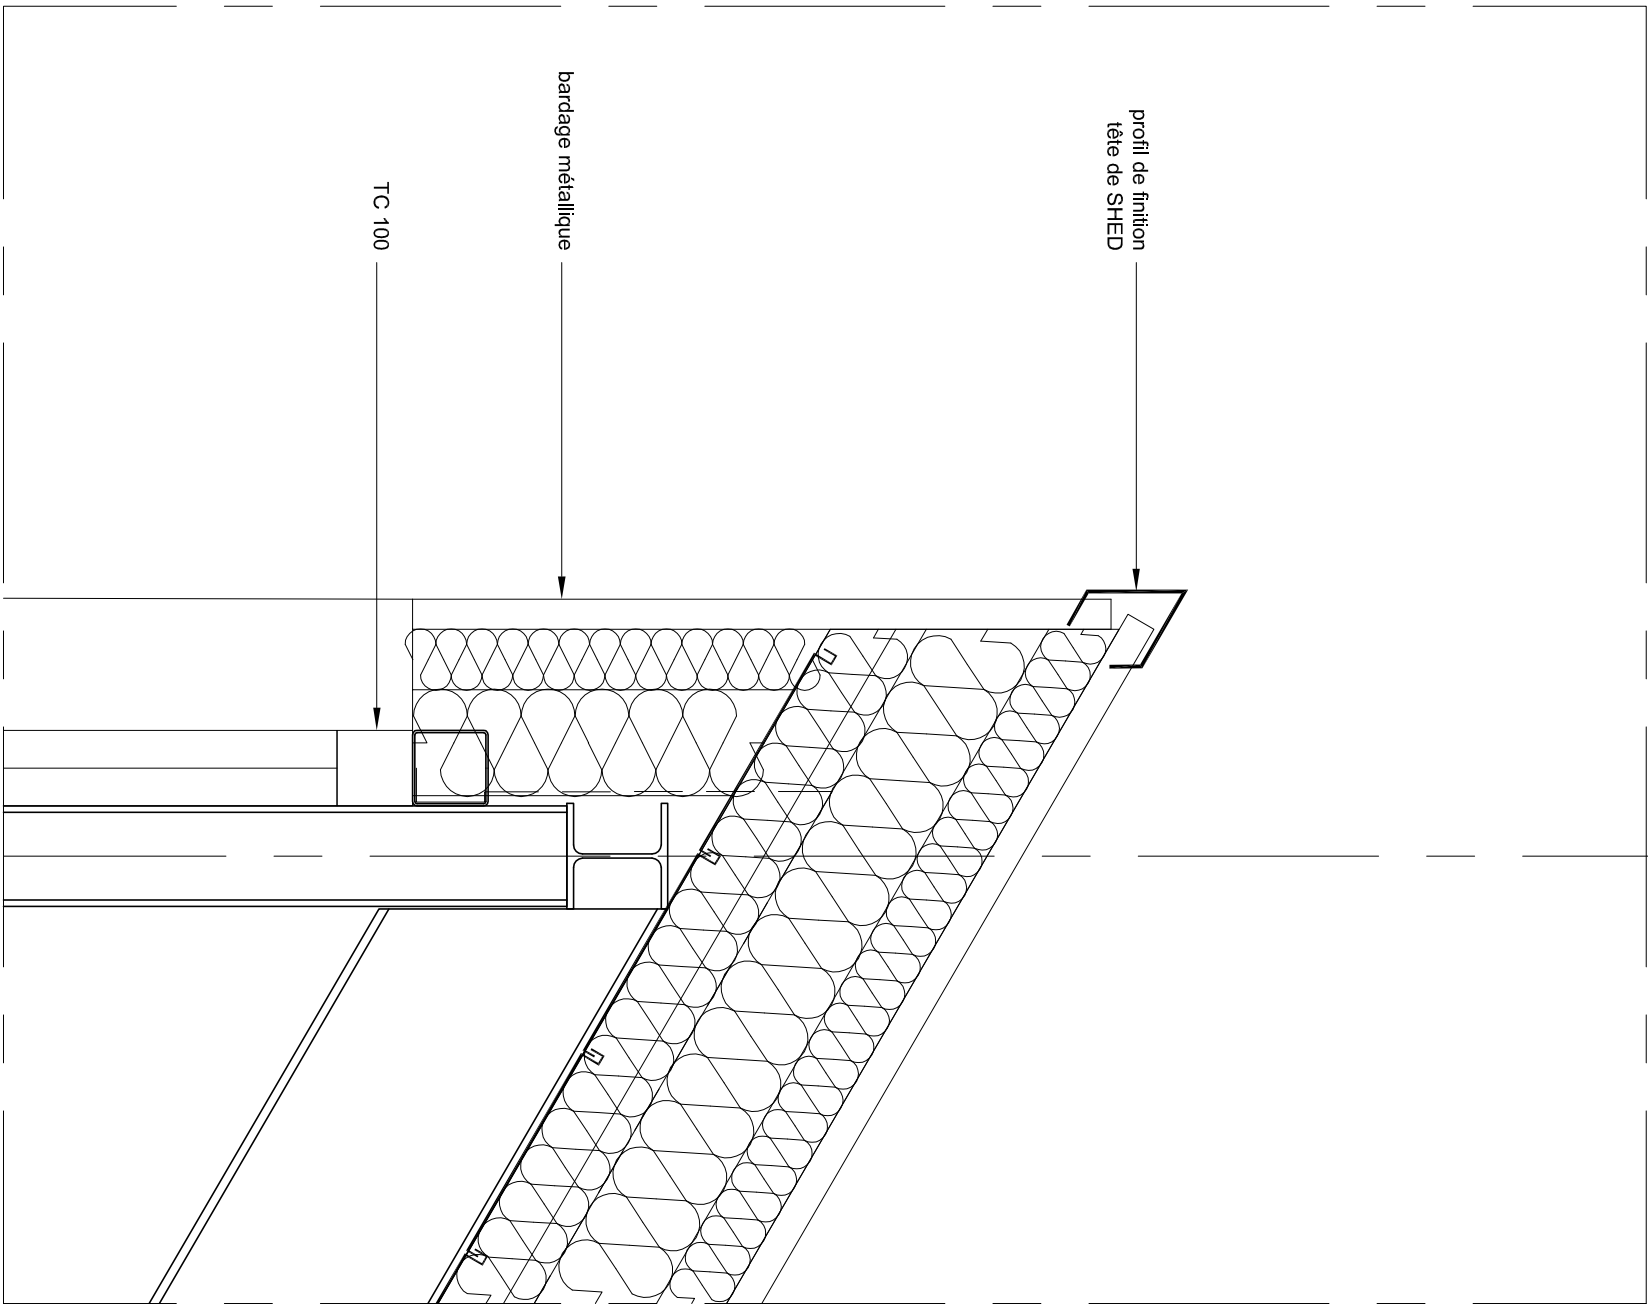 profil de finition
tête de SHED
bardage métallique
TC 100